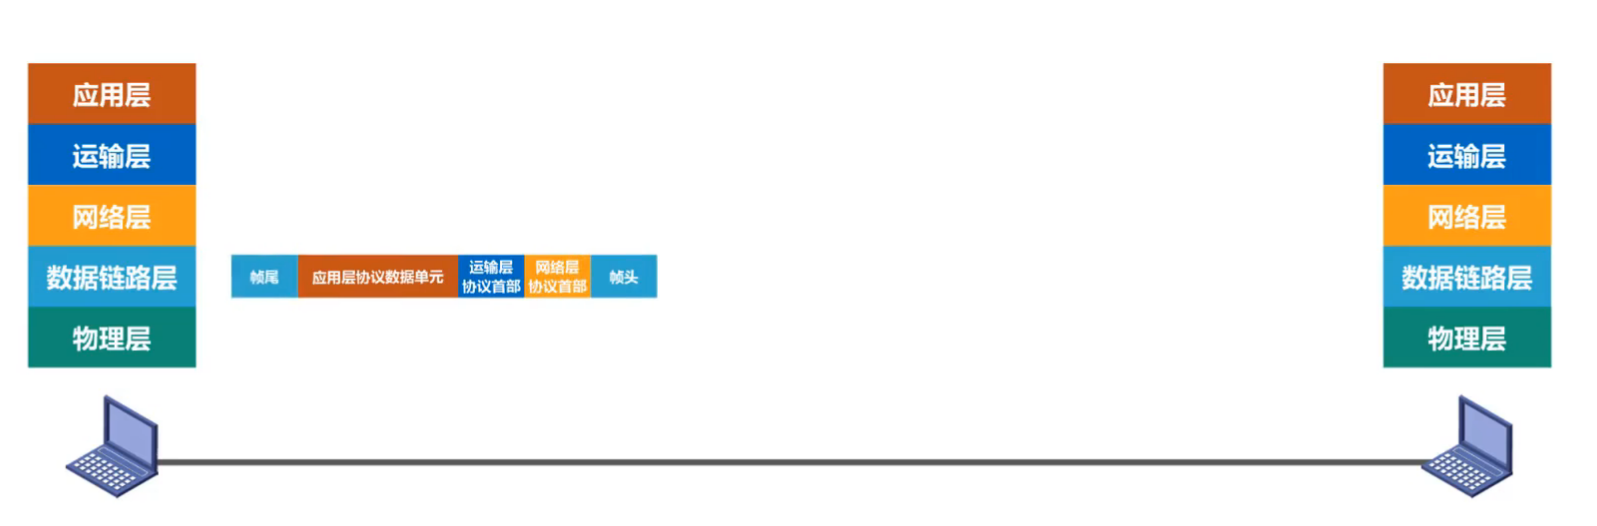 应用层
运输层
网络层
数据链路层
物理层
帧尾
应用层协议数据单元
运输层
协议首部
网络层
协议首部
帧头
应用层
运输层
网络层
数据链路层
物理层